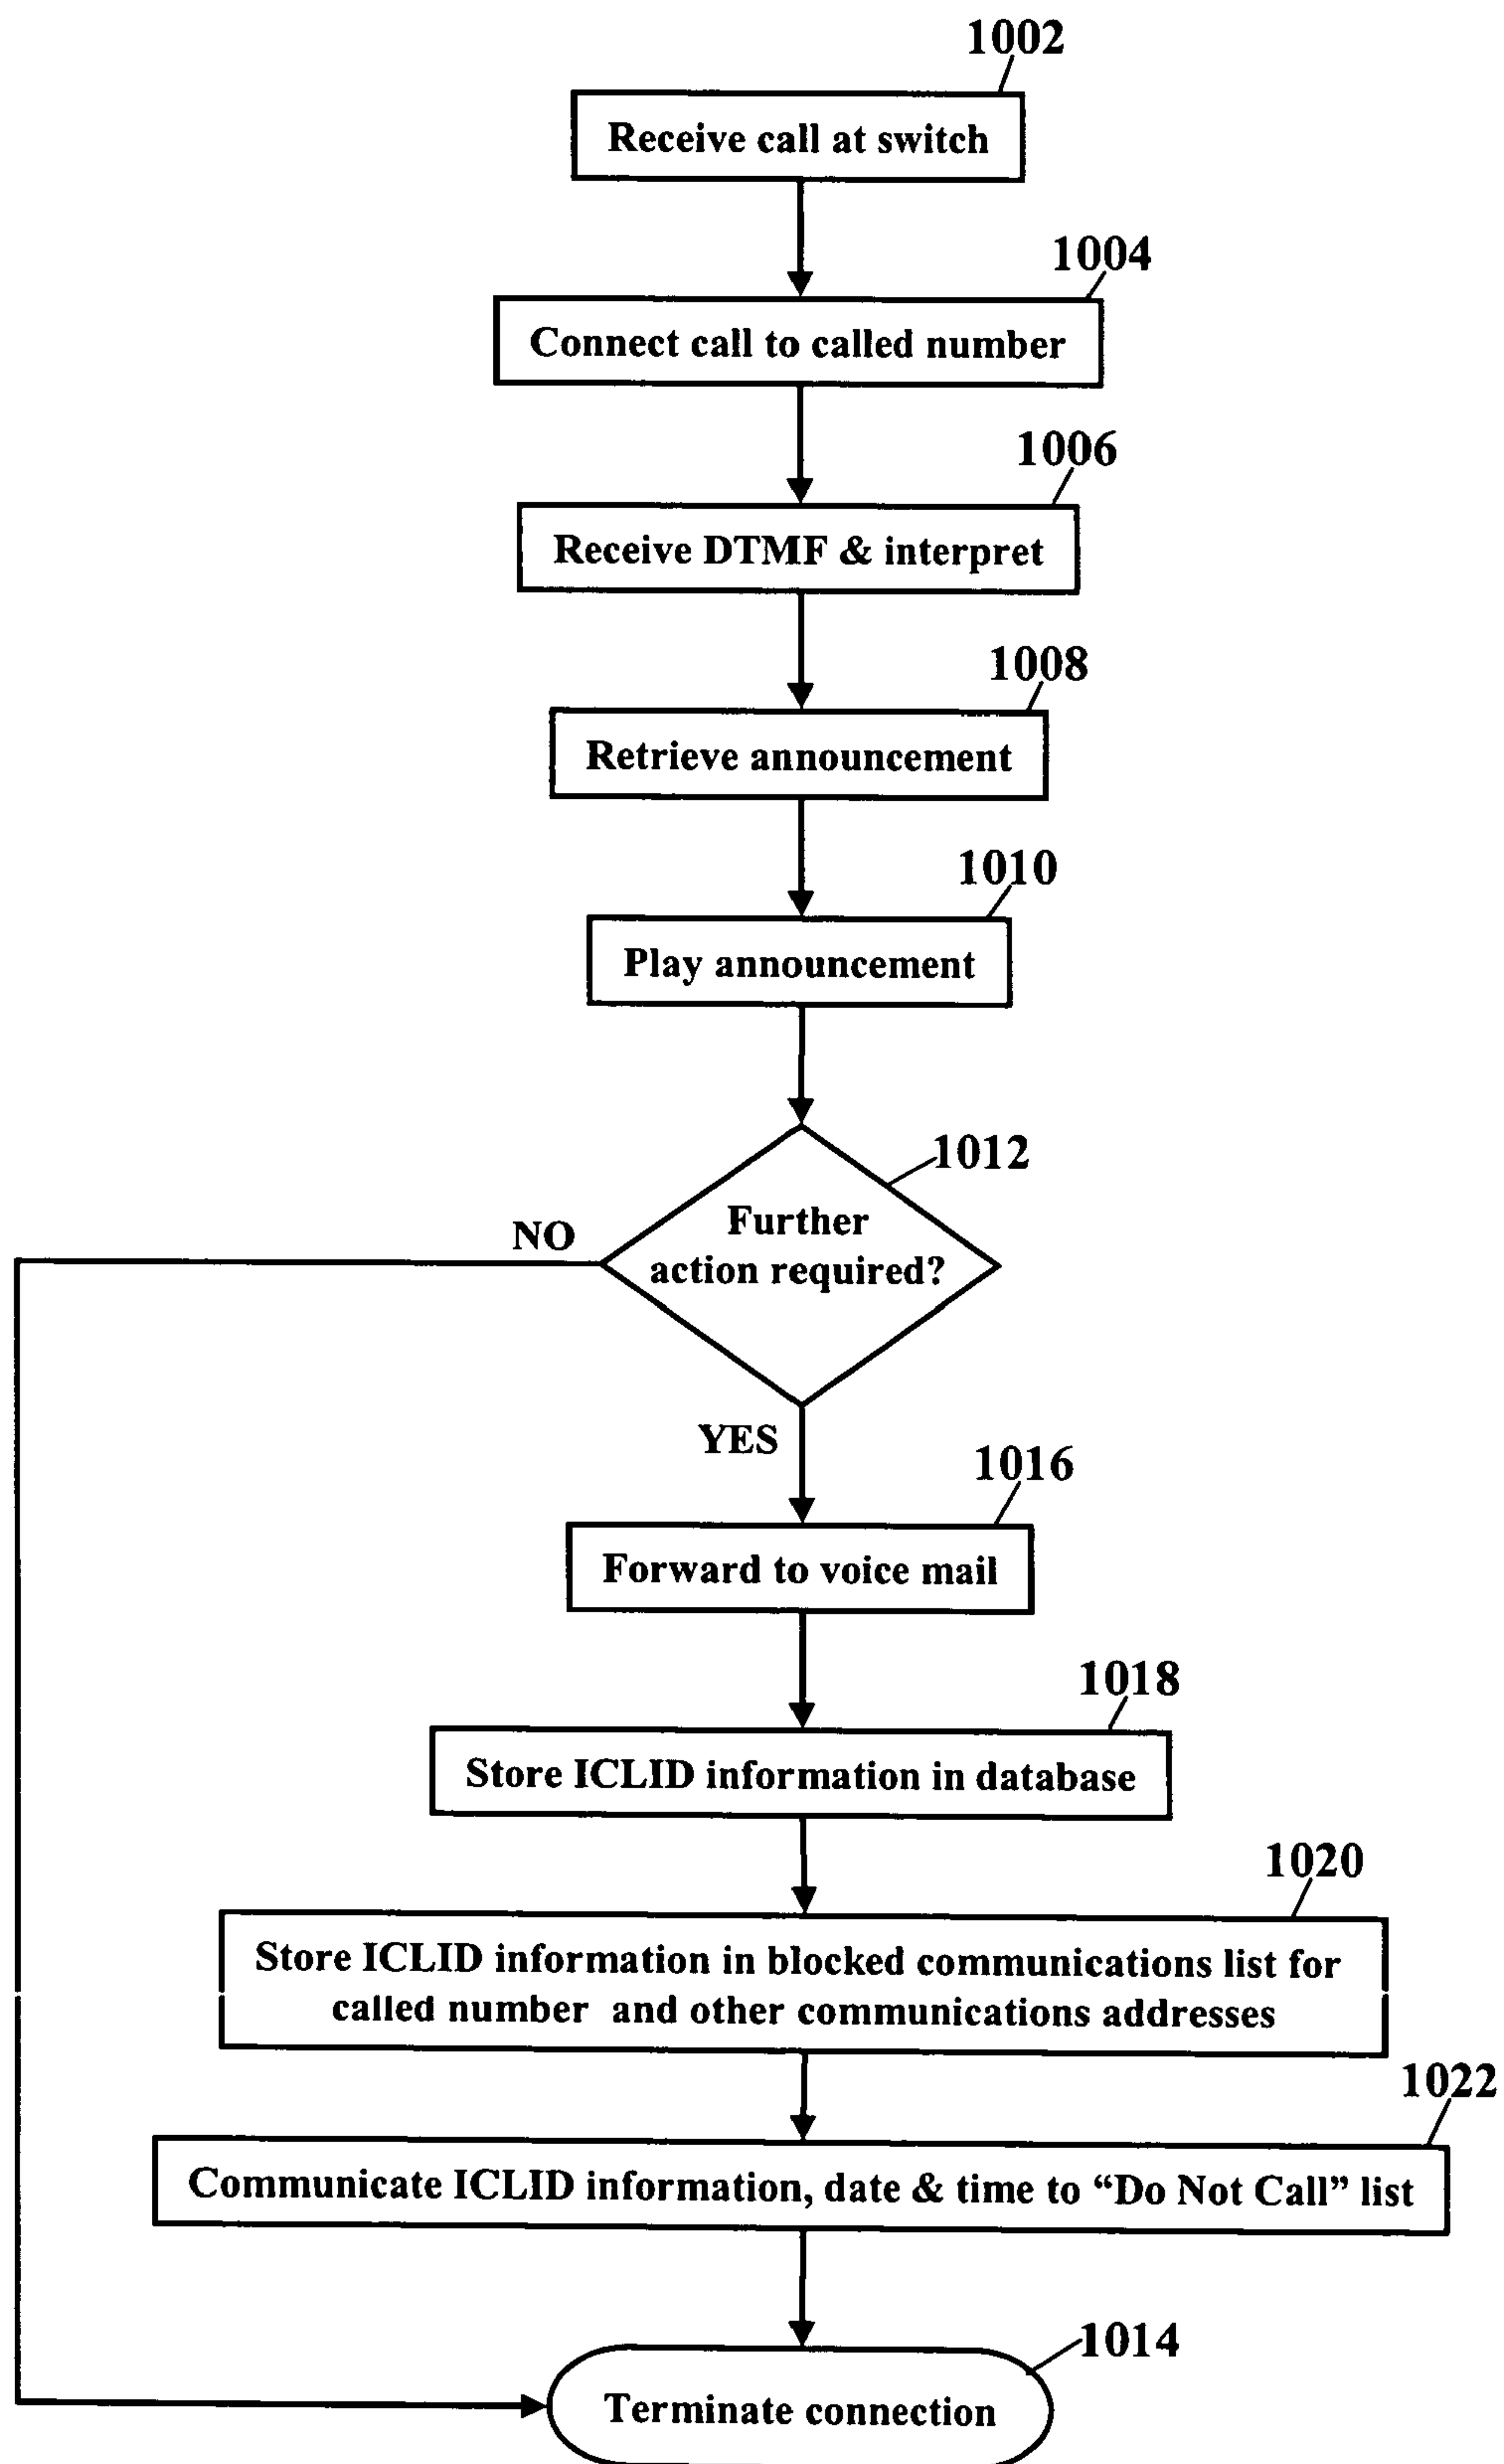 1002
Receive call at switch
1004
Connect call to called number
1006
Receive DTMF & interpret
1008
Retrieve announcement
1010
Play announcement
1012
Further
action required?
NO
YES
1016
Forward to voice mail
1018
Store ICLID information in database
1020
Store ICLID information in blocked communications list for
called number and other communications addresses
1022
Communicate ICLID information, date & time to “Do Not Call” list
1014
Terminate connection